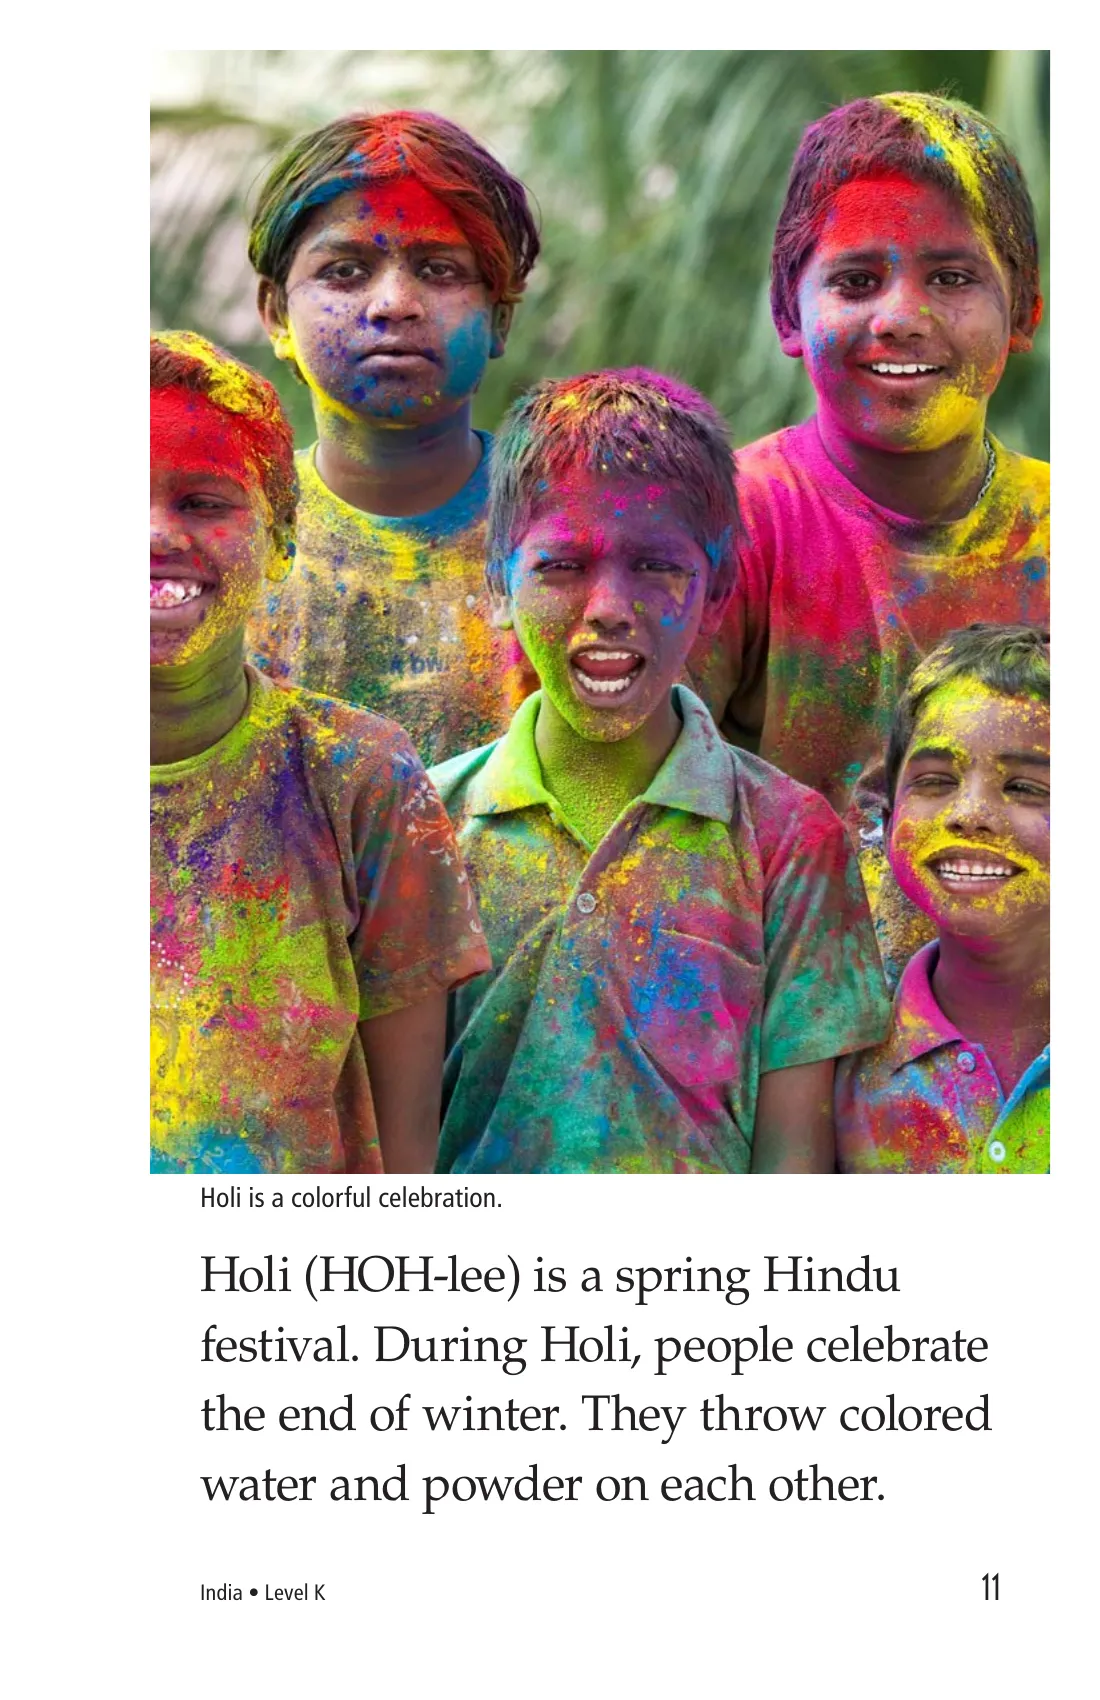 Holi is a colorful celebration.
Holi (HOH-lee) is a spring Hindu
festival. During Holi, people celebrate
the end of winter. They throw colored
water and powder on each other.
India • Level K
11